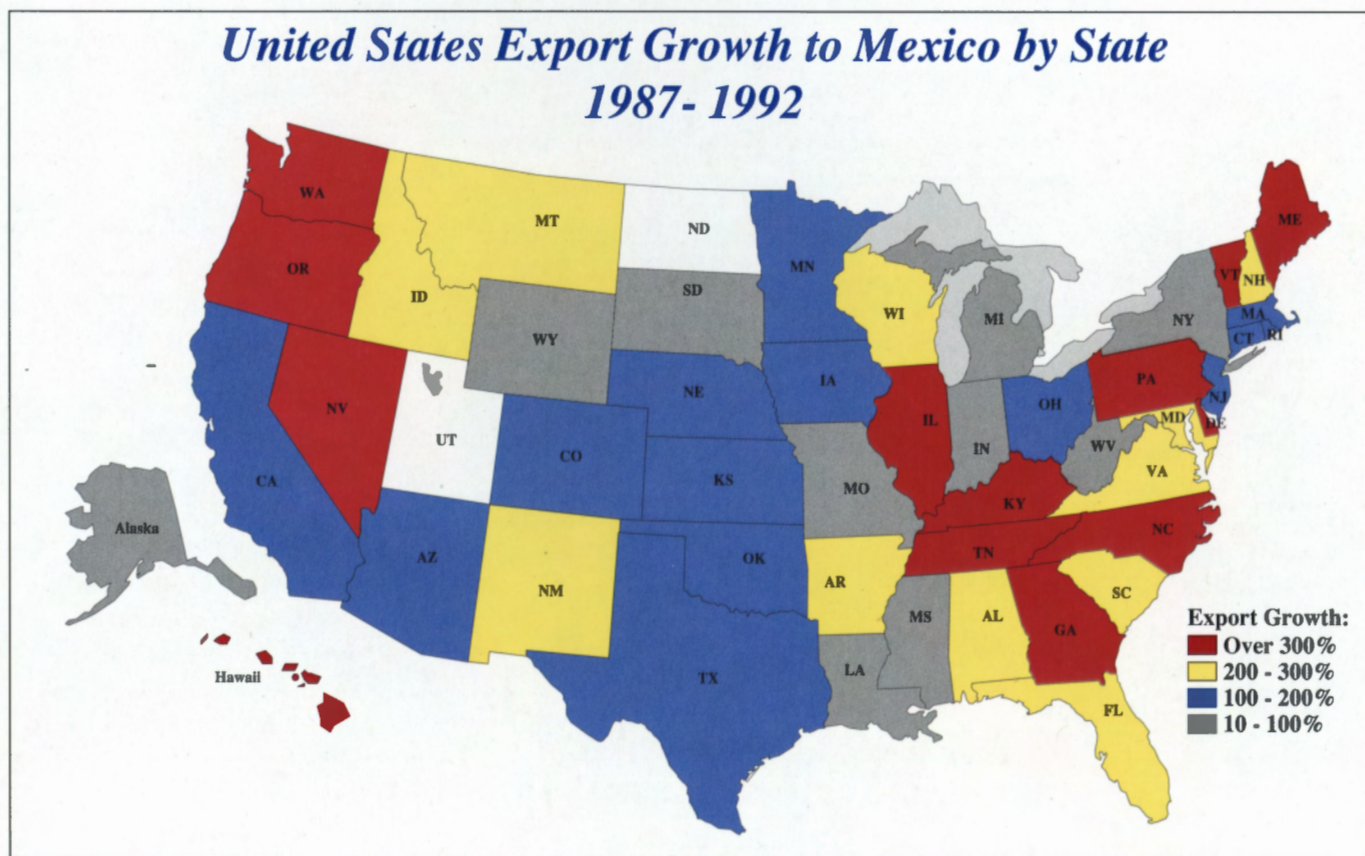 United States Export Growth to Mexico by State
1987- 1992
WA
MT
ND
ME
OR
MN
VT
NH
ID
SD
WI
MI
NY
MA
WY
CT
RI
NE
IA
PA
NV
OH
NJ
UT
IL
MD
DE
CO
IN
WV
CA
KS
MO
VA
KY
Alaska
NC
AZ
OK
TN
NM
AR
SC
MS
AL
GA
Hawaii
TX
LA
FL
Export Growth:
Over 300%
200 - 300%
100 - 200%
10 - 100%